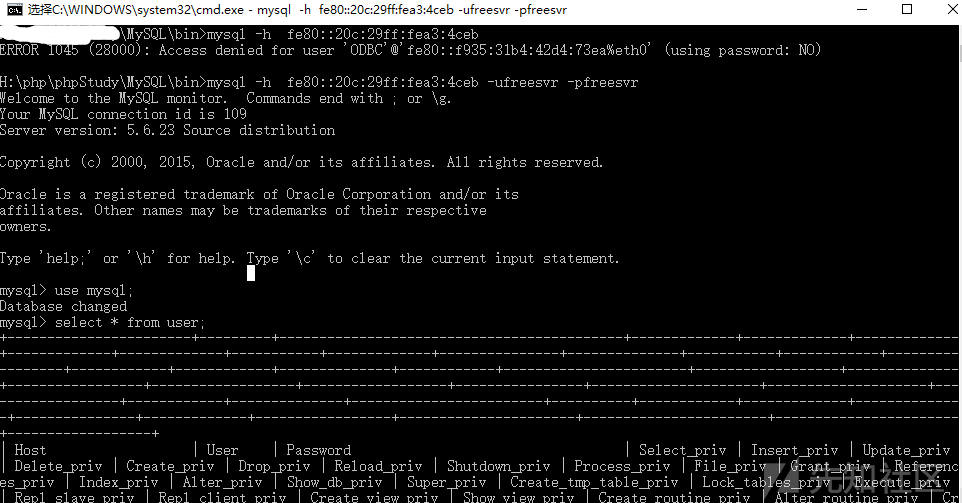 选择C:\WINDOWS\system32\cmd.exe - mysql -h fe80::20c:29ff:fea3:4ceb -ufreesvr -pfreesvr
\MySQL\bin>mysql -h fe80::20c:29ff:fea3:4ceb
ERROR 1045 (28000): Access denied for user 'ODBC'@'fe80::f935:31b4:42d4:73ea%eth0' (using password: NO)
H:\php\phpStudy\MySQL\bin>mysql -h fe80::20c:29ff:fea3:4ceb -ufreesvr -pfreesvr
Welcome to the MySQL monitor. Commands end with ; or \g.
Your MySQL connection id is 109
Server version: 5.6.23 Source distribution
Copyright (c) 2000, 2015, Oracle and/or its affiliates. All rights reserved.
Oracle is a registered trademark of Oracle Corporation and/or its
affiliates. Other names may be trademarks of their respective
owners.
Type 'help;' or '\h' for help. Type '\c' to clear the current input statement.
mysql> use mysql;
Database changed
mysql> select * from user;
| Host | User | Password | Select_priv | Insert_priv | Update_priv
| Delete_priv | Create_priv | Drop_priv | Reload_priv | Shutdown_priv | Process_priv | File_priv | Grant_priv | Referenc
es_priv | Index_priv | Alter_priv | Show_db_priv | Super_priv | Create_tmp_table_priv | Lock_tables_priv | Execute_priv
| Repl_slave_priv | Repl_client_priv | Create_view_priv | Show_view_priv | Create_routine_priv | Alter_routine_priv | Cr
先知社区